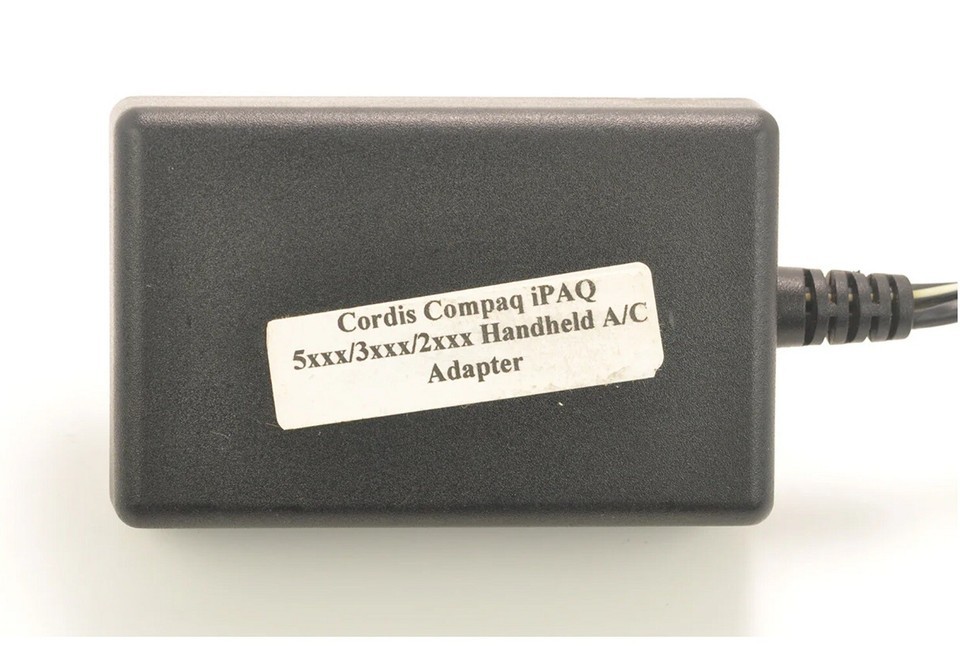 Cordis Compaq iPAQ
5xxx/3xxx/2xxx Handheld A/C
Adapter